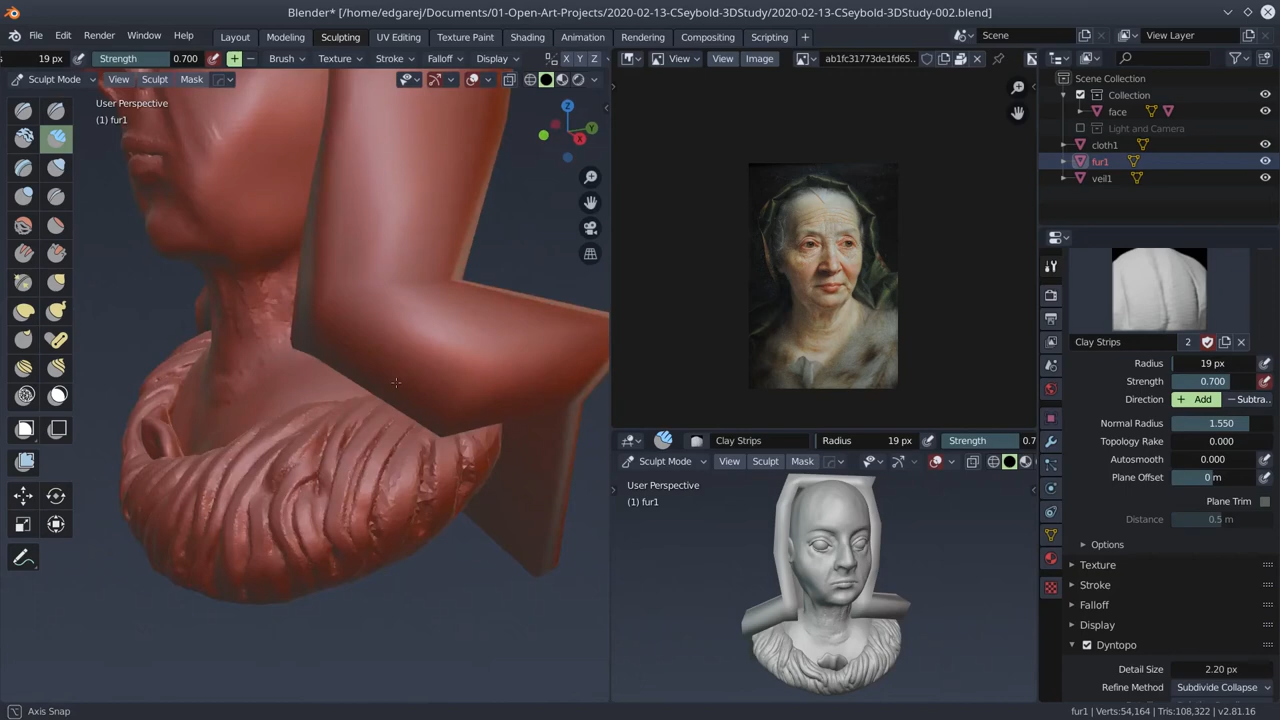 Blender* [/home/edgarej/Documents/01-Open-Art-Projects/2020-02-13-CSeybold-3DStudy/2020-02-13-CSeybold-3DStudy-002.blend]
File Edit Render Window Help Layout Modeling Sculpting UV Editing Texture Paint Shading Animation Rendering Compositing Scripting + Scene View Layer
19 px Strength 0.700 Brush Texture Stroke Falloff Display X Y Z
Sculpt Mode View Sculpt Mask
User Perspective
(1) fur1
Z
Y
X
View View Image ab1fc31773de1fd65..
Scene Collection
Collection
face
Light and Camera
cloth1
fur1
veil1
Clay Strips 2
Radius 19 px
Strength 0.700
Direction + Add Subtra..
Normal Radius 1.550
Topology Rake 0.000
Autosmooth 0.000
Plane Offset 0 m
Plane Trim
Distance 0.5 m
Options
Texture
Stroke
Falloff
Display
Dyntopo
Detail Size 2.20 px
Refine Method Subdivide Collapse
Clay Strips Radius 19 px Strength 0.7
Sculpt Mode View Sculpt Mask
User Perspective
(1) fur1
Axis Snap
fur1 | Verts:54,164 | Tris:108,322 | v2.81.16